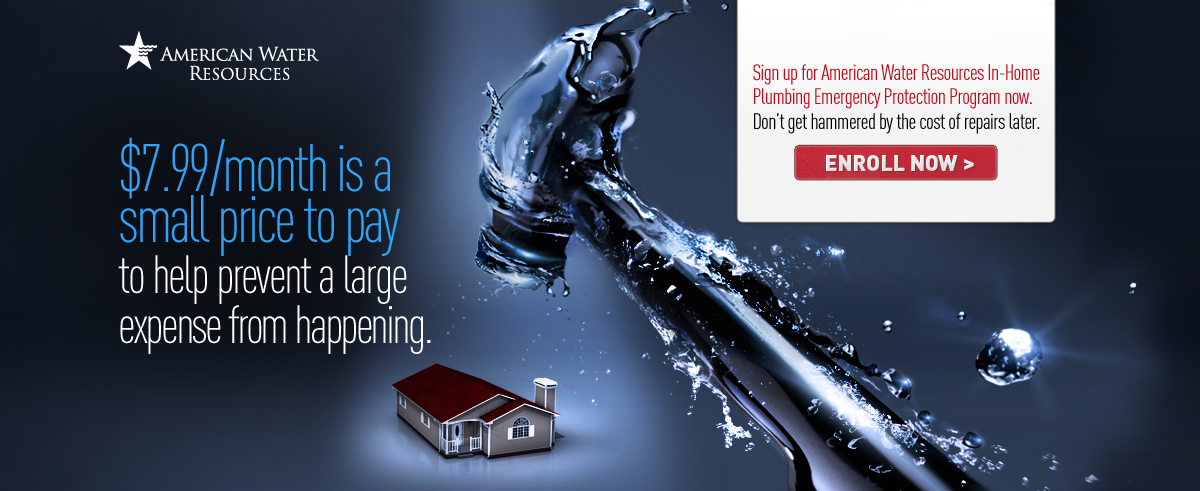 AMERICAN WATER
RESOURCES
$7.99/month is a
small price to pay
to help prevent a large
expense from happening.
Sign up for American Water Resources In-Home
Plumbing Emergency Protection Program now.
Don't get hammered by the cost of repairs later.
ENROLL NOW >